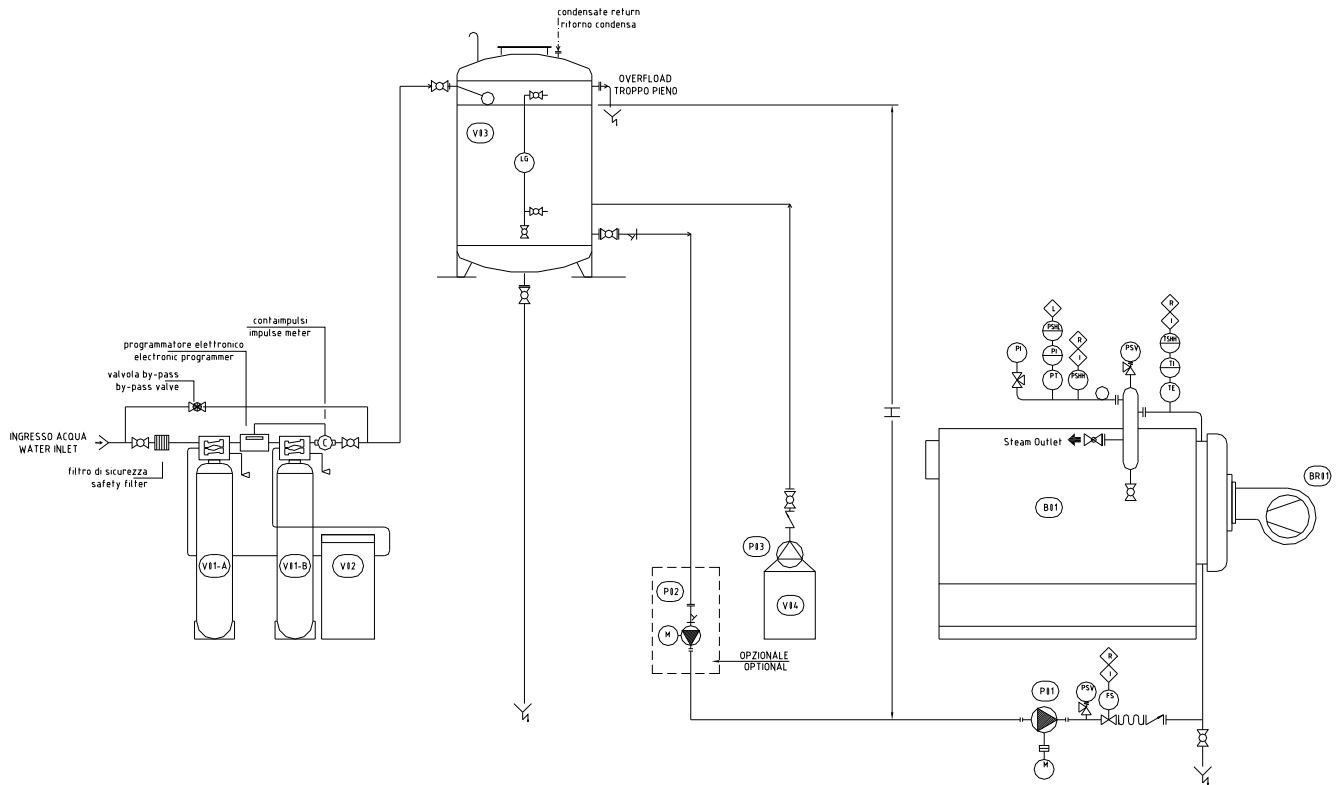 condensate return
ritorno condensa
OVERFLOAD
TROPPO PIENO
V03
LG
contaimpulsi
impulse meter
programmatore elettronico
electronic programmer
valvola by-pass
by-pass valve
INGRESSO ACQUA
WATER INLET
C
filtro di sicurezza
safety filter
V01-A
V01-B
V02
H
L
PSHL
PI
PT
PI
R
I
PSHH
PSV
R
I
TSHH
TI
TE
Steam Outlet
B01
BR01
P03
V04
P02
M
OPZIONALE
OPTIONAL
P01
M
PSV
R
I
FS